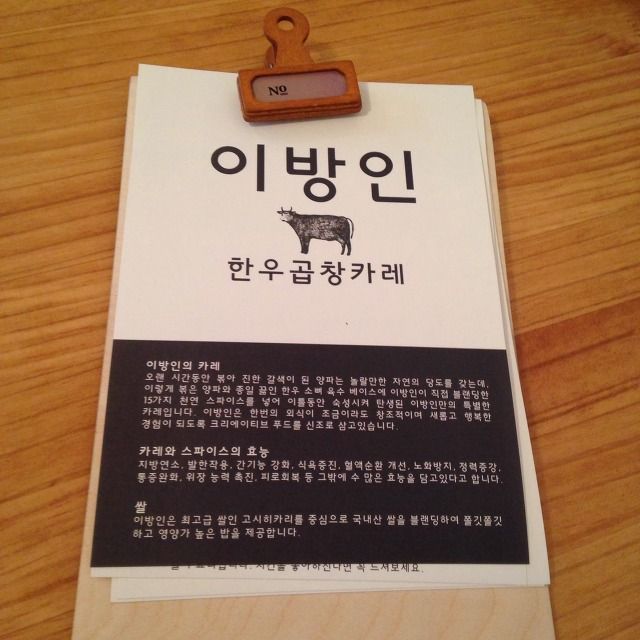 №
이방인
한우곱창카레
이방인의 카레
오랜 시간동안 볶아 진한 갈색이 된 양파는 놀랄만한 자연의 당도를 갖는데,
이렇게 볶은 양파와 종일 끓인 한우 소뼈 육수 베이스에 이방인이 직접 블랜딩한
15가지 천연 스파이스를 넣어 이틀동안 숙성시켜 탄생된 이방인만의 특별한
카레입니다. 이방인은 한번의 외식이 조금이라도 창조적이며 새롭고 행복한
경험이 되도록 크리에이티브 푸드를 신조로 삼고있습니다.
카레와 스파이스의 효능
지방연소, 발한작용, 간기능 강화, 식욕증진, 혈액순환 개선, 노화방지, 정력증강,
통증완화, 위장 능력 촉진, 피로회복 등 그밖에 수 많은 효능을 담고있다고 합니다.
쌀
이방인은 최고급 쌀인 고시히카리를 중심으로 국내산 쌀을 블랜딩하여 쫄깃쫄깃
하고 영양가 높은 밥을 제공합니다.
꼭 드셔보세요.